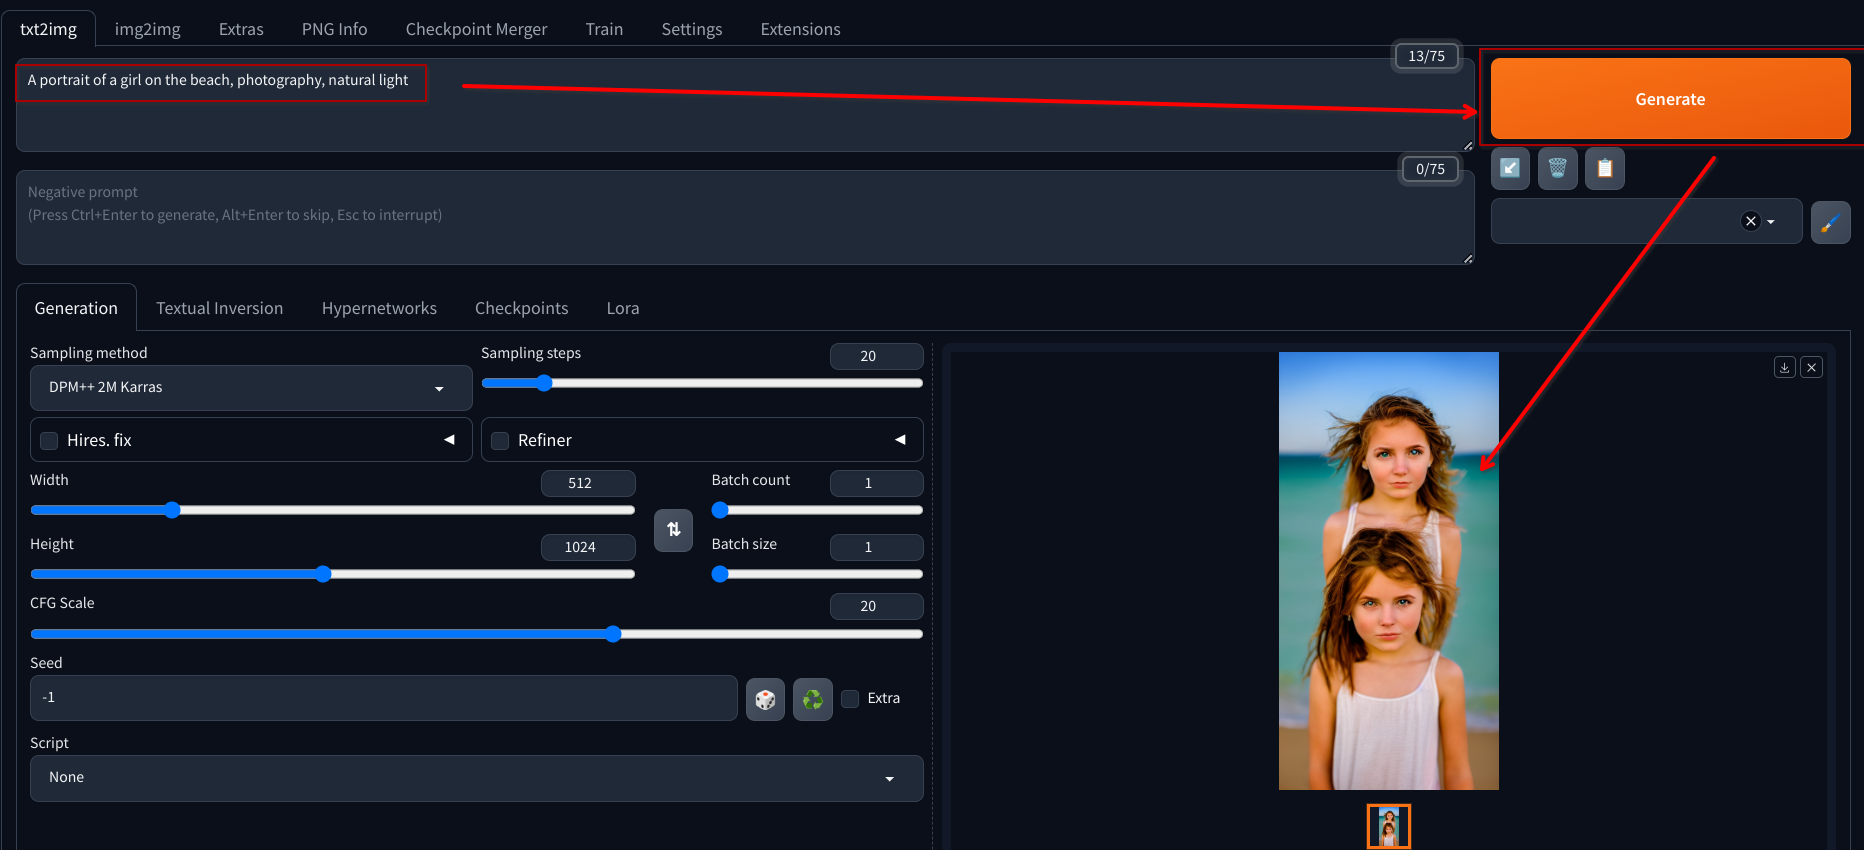 txt2img img2img Extras PNG Info Checkpoint Merger Train Settings Extensions
13/75
A portrait of a girl on the beach, photography, natural light
Generate
0/75
Negative prompt
(Press Ctrl+Enter to generate, Alt+Enter to skip, Esc to interrupt)
Generation Textual Inversion Hypernetworks Checkpoints Lora
Sampling method
DPM++ 2M Karras
Sampling steps
20
Hires. fix
Refiner
Width
512
Batch count
1
Height
1024
Batch size
1
CFG Scale
20
Seed
-1
Extra
Script
None